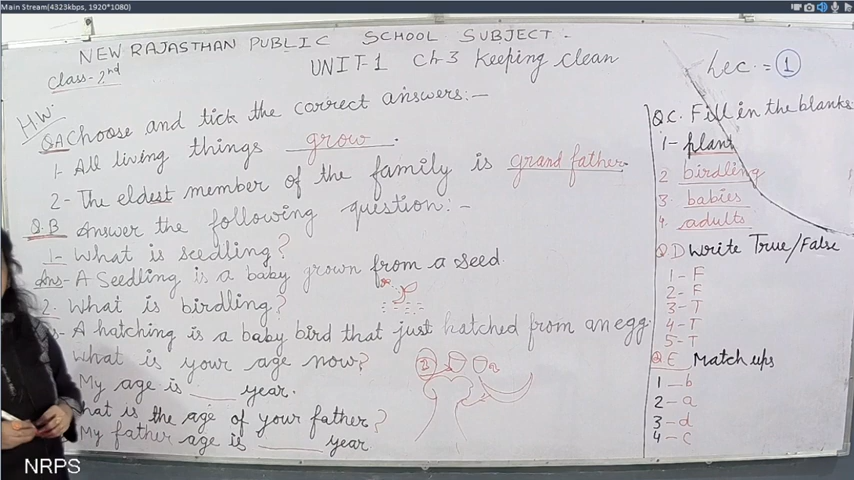 Main Stream(4323kbps, 1920*1080)
NEW RAJASTHAN PUBLIC SCHOOL SUBJECT -
Class-2nd
UNIT-1 Ch-3 Keeping clean
Lec. = 1
H.W.
Q.A Choose and tick the correct answers:-
1- All living things grow.
2- The eldest member of the family is grand father.
Q.B Answer the following question:-
1- What is seedling?
Ans- A Seedling is a baby grown from a seed.
2. What is birdling?
A hatching is a baby bird that just hatched from an egg.
What is your age now?
My age is ____ year.
hat is the age of your father?
My father age is ______ year
QC. Fill in the blanks
1- plant
2 birdling
3. babies
4. adults
Q.D Write True/False
1- F
2- F
3- T
4- T
5- T
Q E Match ups
1 - b
2 - a
3 - d
4 - c
NRPS